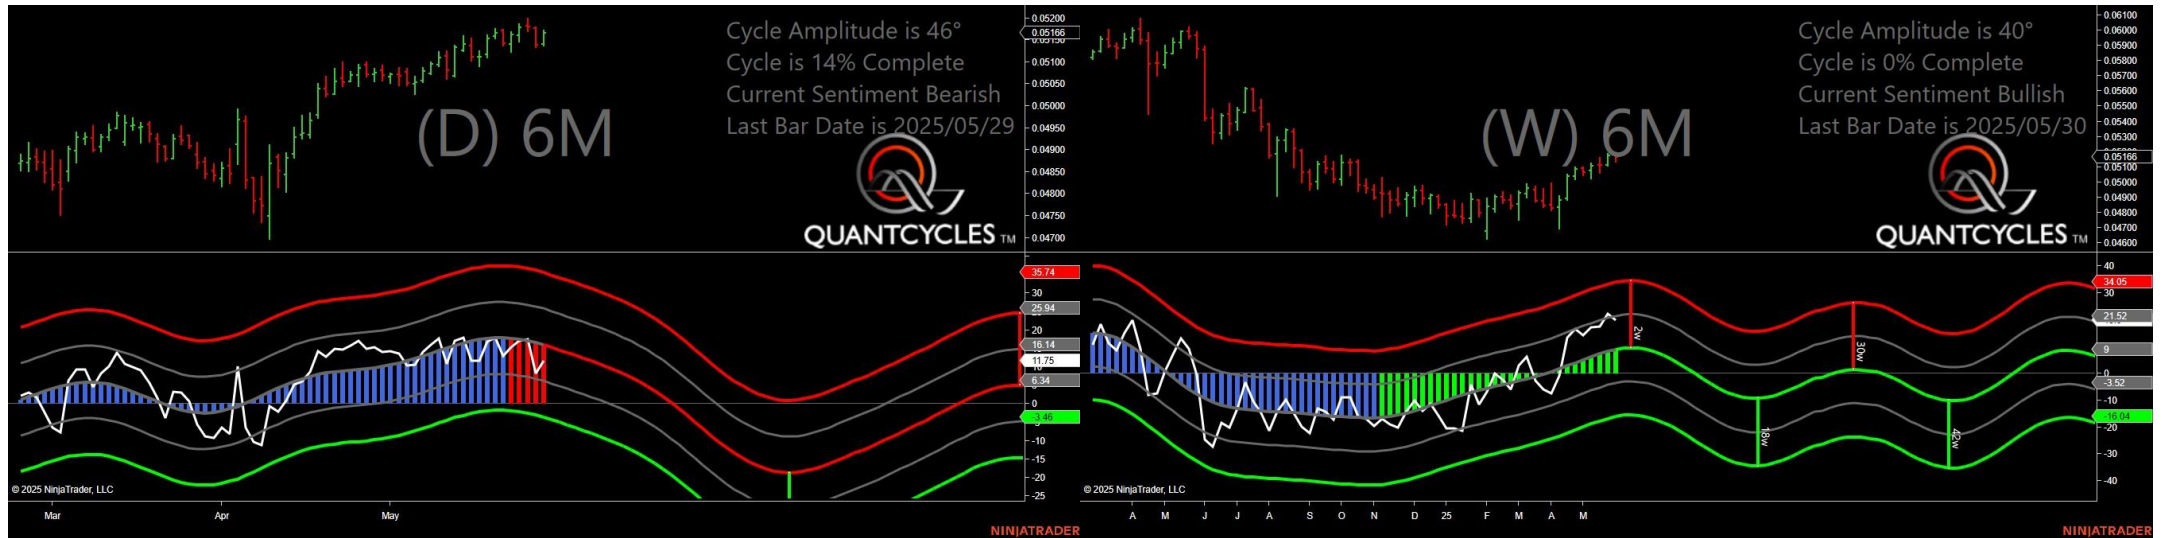 Cycle Amplitude is 46°
Cycle is 14% Complete
Current Sentiment Bearish
Last Bar Date is 2025/05/29
(D) 6M
QUANTCYCLES TM
0.05200
0.05166
0.05100
0.05050
0.05000
0.04950
0.04900
0.04850
0.04800
0.04750
0.04700
35.74
30
25.94
20
16.14
11.75
6.34
0
-3.46
-10
-15
-20
-25
© 2025 NinjaTrader, LLC
Mar
Apr
May
NINJATRADER
Cycle Amplitude is 40°
Cycle is 0% Complete
Current Sentiment Bullish
Last Bar Date is 2025/05/30
(W) 6M
QUANTCYCLES TM
0.06100
0.06000
0.05900
0.05800
0.05700
0.05600
0.05500
0.05400
0.05300
0.05166
0.05100
0.05000
0.04900
0.04800
0.04700
0.04600
40
34.05
30
21.52
9
0
-3.52
-10
-16.04
-20
-30
-40
2w
18w
30w
42w
© 2025 NinjaTrader, LLC
A M J J A S O N D 25 F M A M
NINJATRADER